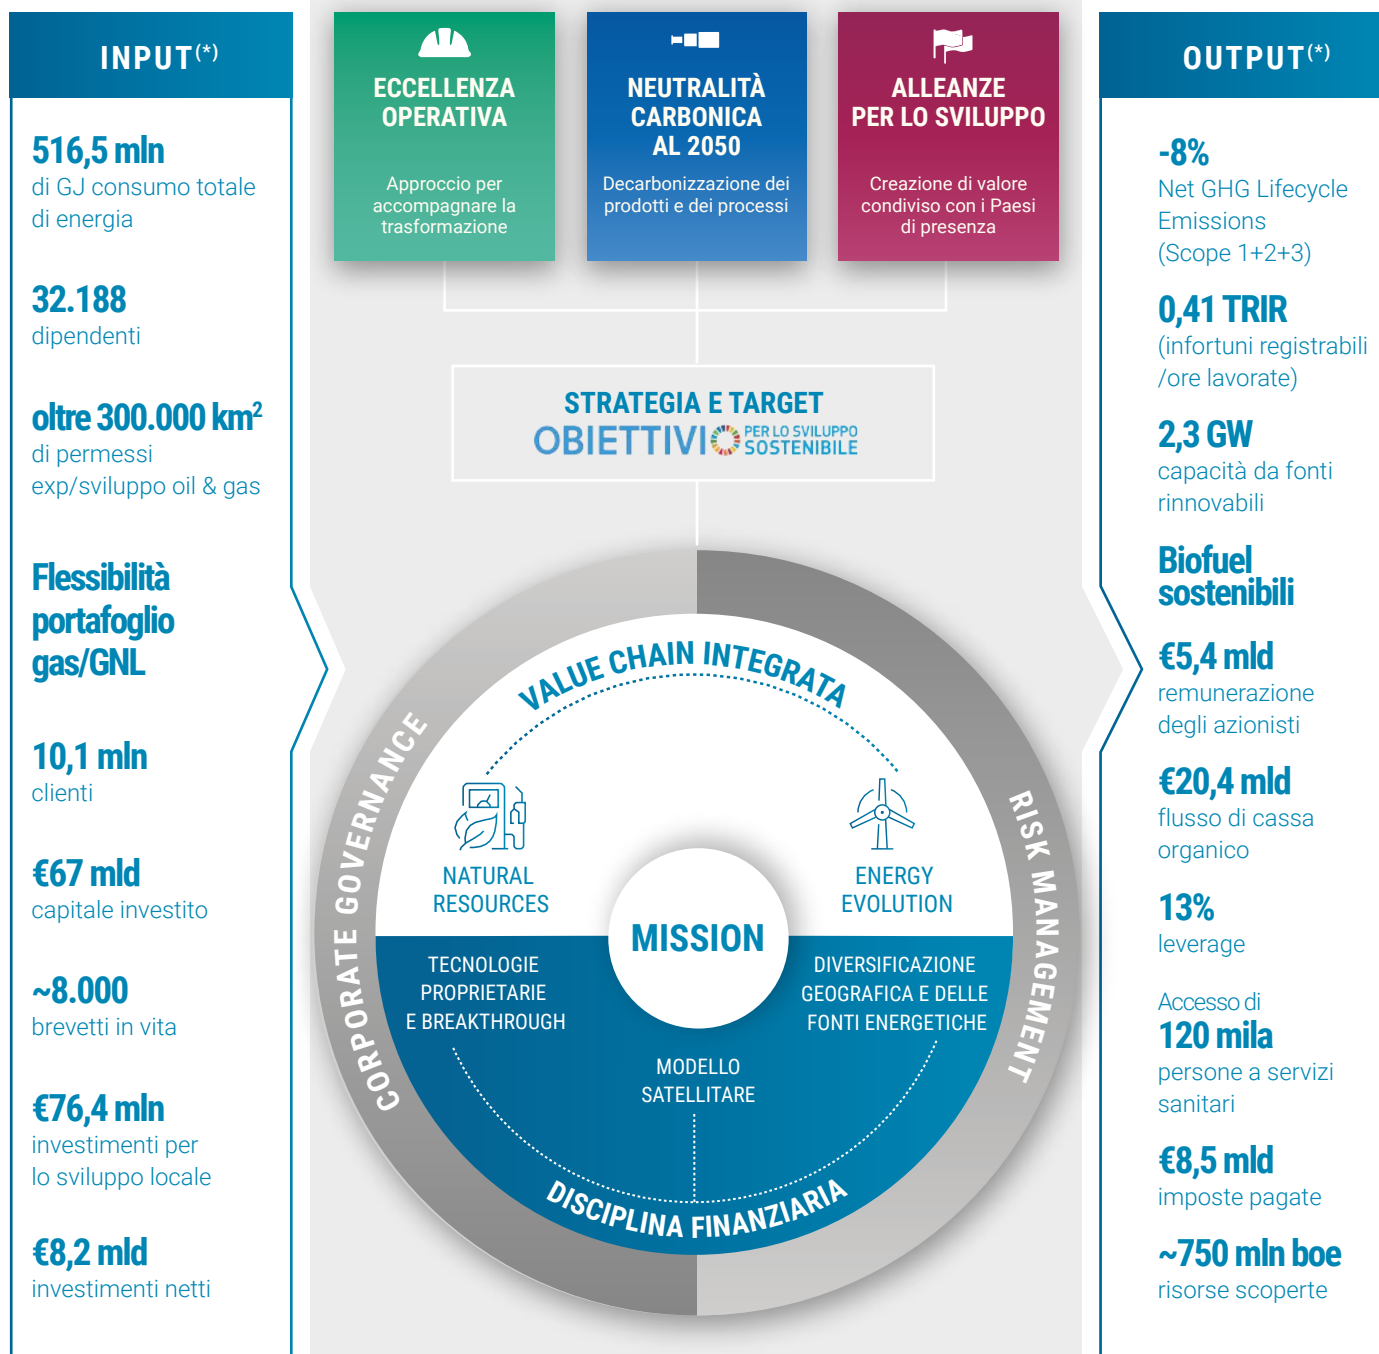 INPUT(*)
516,5 mln
di GJ consumo totale
di energia
32.188
dipendenti
oltre 300.000 km²
di permessi
exp/sviluppo oil & gas
Flessibilità
portafoglio
gas/GNL
10,1 mln
clienti
€67 mld
capitale investito
~8.000
brevetti in vita
€76,4 mln
investimenti per
lo sviluppo locale
€8,2 mld
investimenti netti
ECCELLENZA
OPERATIVA
Approccio per
accompagnare la
trasformazione
NEUTRALITÀ
CARBONICA
AL 2050
Decarbonizzazione dei
prodotti e dei processi
ALLEANZE
PER LO SVILUPPO
Creazione di valore
condiviso con i Paesi
di presenza
STRATEGIA E TARGET
OBIETTIVI PER LO SVILUPPO
SOSTENIBILE
CORPORATE GOVERNANCE
RISK MANAGEMENT
VALUE CHAIN INTEGRATA
NATURAL
RESOURCES
ENERGY
EVOLUTION
MISSION
TECNOLOGIE
PROPRIETARIE
E BREAKTHROUGH
MODELLO
SATELLITARE
DIVERSIFICAZIONE
GEOGRAFICA E DELLE
FONTI ENERGETICHE
DISCIPLINA FINANZIARIA
OUTPUT(*)
-8%
Net GHG Lifecycle
Emissions
(Scope 1+2+3)
0,41 TRIR
(infortuni registrabili
/ore lavorate)
2,3 GW
capacità da fonti
rinnovabili
Biofuel
sostenibili
€5,4 mld
remunerazione
degli azionisti
€20,4 mld
flusso di cassa
organico
13%
leverage
Accesso di
120 mila
persone a servizi
sanitari
€8,5 mld
imposte pagate
~750 mln boe
risorse scoperte